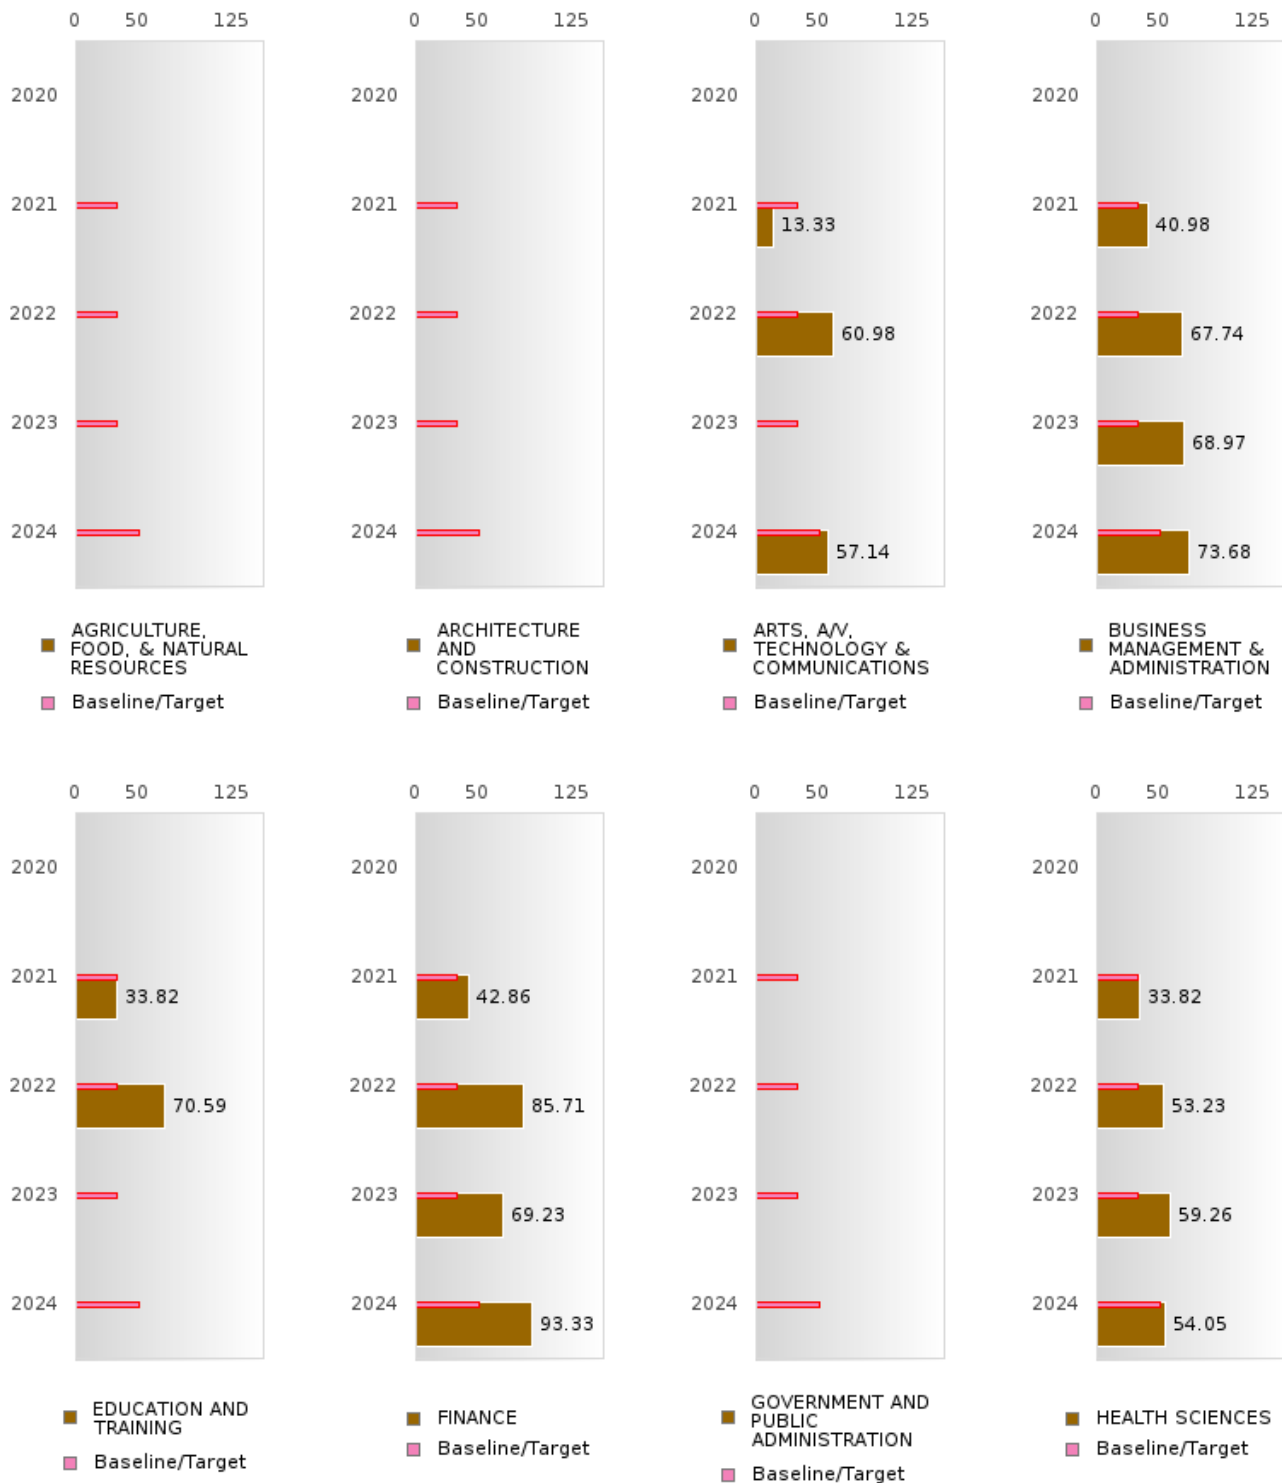 0 50 125
2020
2021
2022
2023
2024
AGRICULTURE,
FOOD, & NATURAL
RESOURCES
Baseline/Target
0 50 125
2020
2021
2022
2023
2024
ARCHITECTURE
AND
CONSTRUCTION
Baseline/Target
0 50 125
2020
2021
13.33
2022
60.98
2023
2024
57.14
ARTS, A/V,
TECHNOLOGY &
COMMUNICATIONS
Baseline/Target
0 50 125
2020
2021
40.98
2022
67.74
2023
68.97
2024
73.68
BUSINESS
MANAGEMENT &
ADMINISTRATION
Baseline/Target
0 50 125
2020
2021
33.82
2022
70.59
2023
2024
EDUCATION AND
TRAINING
Baseline/Target
0 50 125
2020
2021
42.86
2022
85.71
2023
69.23
2024
93.33
FINANCE
Baseline/Target
0 50 125
2020
2021
2022
2023
2024
GOVERNMENT AND
PUBLIC
ADMINISTRATION
Baseline/Target
0 50 125
2020
2021
33.82
2022
53.23
2023
59.26
2024
54.05
HEALTH SCIENCES
Baseline/Target